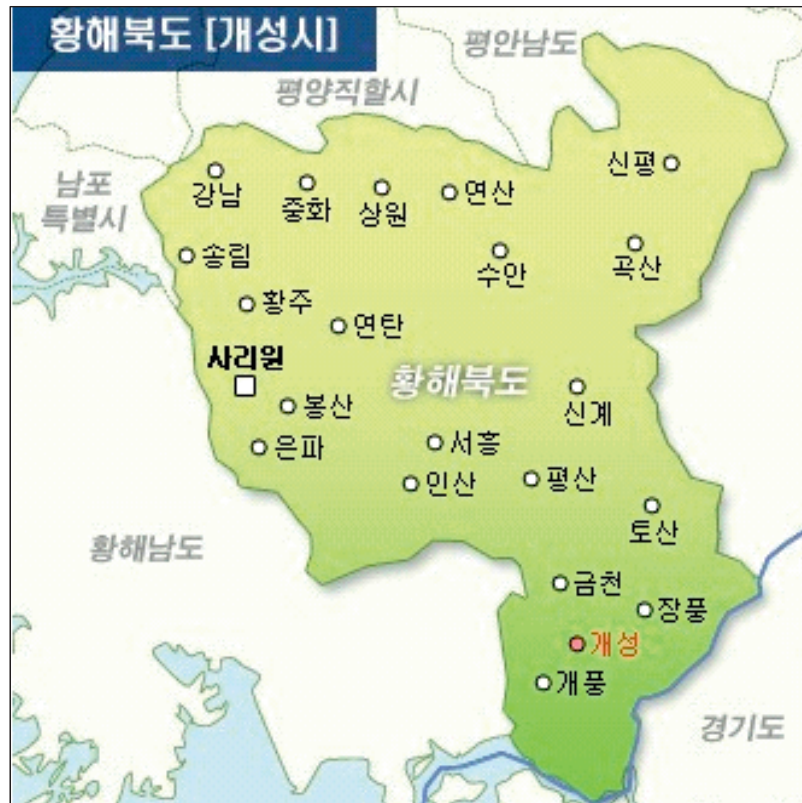 황해북도 [개성시]
평안남도
평양직할시
남포
특별시
신평
강남
중화
상원
연산
송림
수안
곡산
황주
연탄
사리원
황해북도
신계
봉산
은파
서흥
인산
평산
토산
황해남도
금천
장풍
개성
개풍
경기도